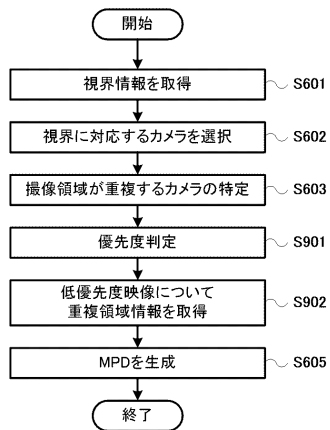 開始
視界情報を取得
S601
視界に対応するカメラを選択
S602
撮像領域が重複するカメラの特定
S603
優先度判定
S901
低優先度映像について
重複領域情報を取得
S902
MPDを生成
S605
終了